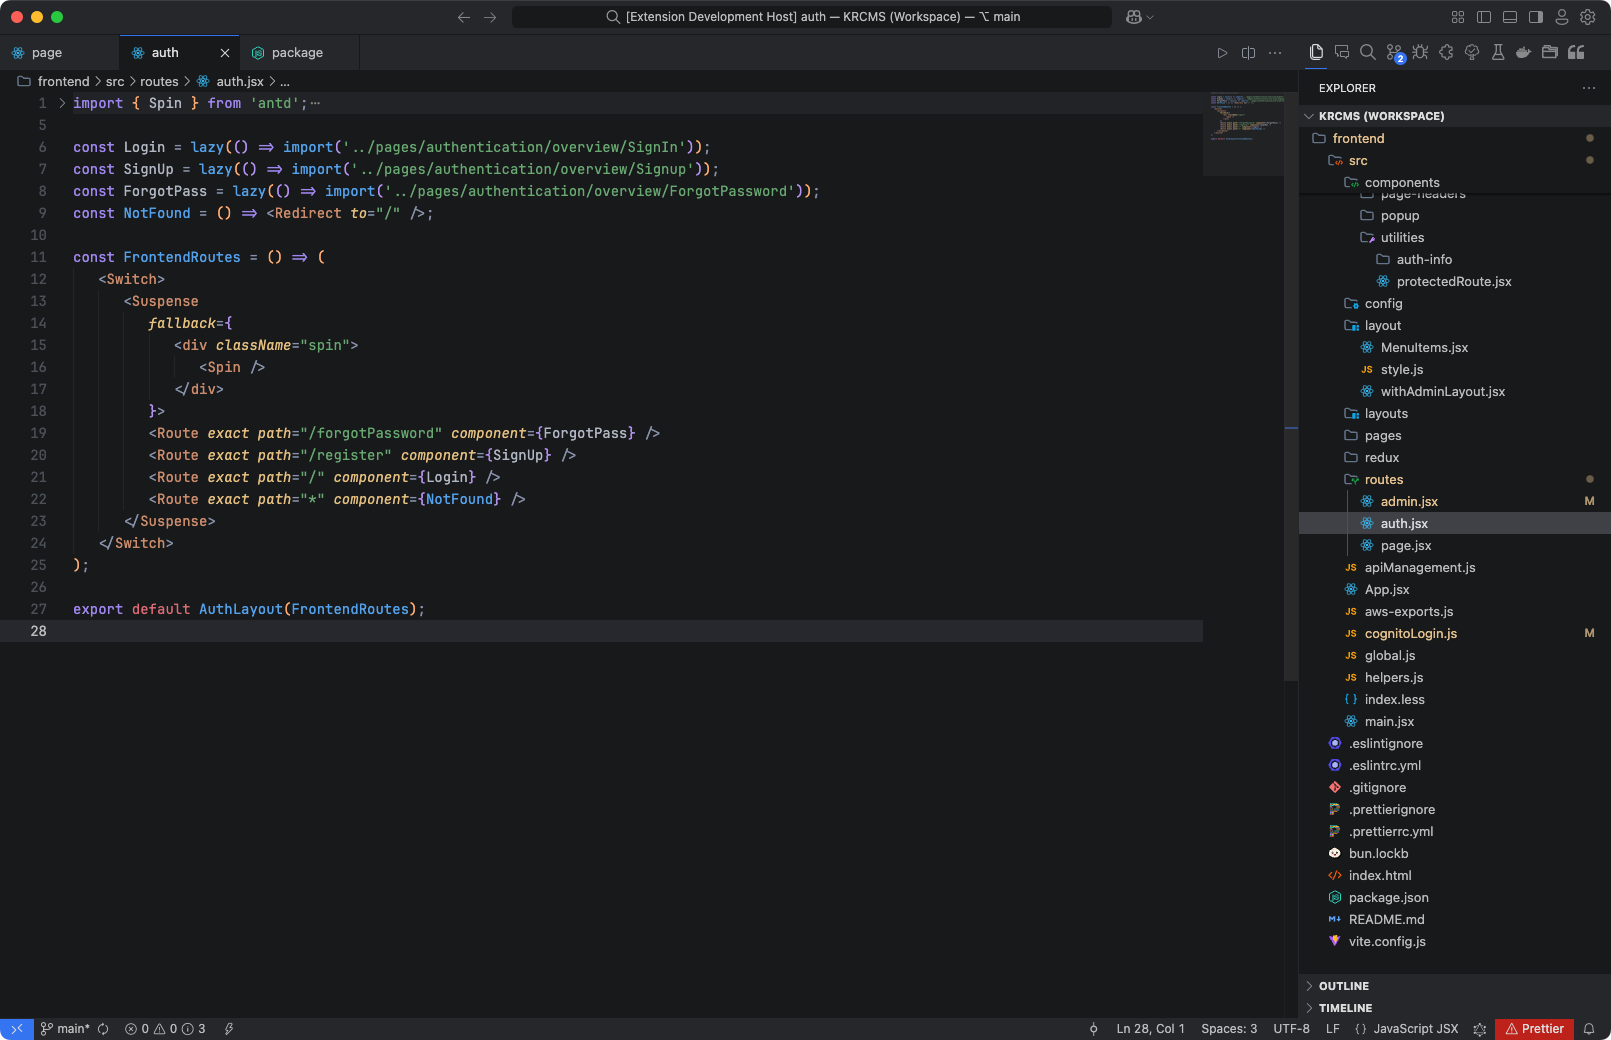 [Extension Development Host] auth — KRCMS (Workspace) — ⌥ main
page
auth
package
frontend > src > routes > auth.jsx > ...
1 import { Spin } from 'antd';
5
6 const Login = lazy(() => import('../pages/authentication/overview/SignIn'));
7 const SignUp = lazy(() => import('../pages/authentication/overview/Signup'));
8 const ForgotPass = lazy(() => import('../pages/authentication/overview/ForgotPassword'));
9 const NotFound = () => <Redirect to="/" />;
10
11 const FrontendRoutes = () => (
12 <Switch>
13 <Suspense
14 fallback={
15 <div className="spin">
16 <Spin />
17 </div>
18 }>
19 <Route exact path="/forgotPassword" component={ForgotPass} />
20 <Route exact path="/register" component={SignUp} />
21 <Route exact path="/" component={Login} />
22 <Route exact path="*" component={NotFound} />
23 </Suspense>
24 </Switch>
25 );
26
27 export default AuthLayout(FrontendRoutes);
28
2
EXPLORER
KRCMS (WORKSPACE)
frontend
src
components
page-headers
popup
utilities
auth-info
protectedRoute.jsx
config
layout
MenuItems.jsx
JS style.js
withAdminLayout.jsx
layouts
pages
redux
routes
admin.jsx M
auth.jsx
page.jsx
JS apiManagement.js
App.jsx
JS aws-exports.js
JS cognitoLogin.js M
JS global.js
JS helpers.js
{ } index.less
main.jsx
.eslintignore
.eslintrc.yml
.gitignore
.prettierignore
.prettierrc.yml
bun.lockb
index.html
package.json
README.md
vite.config.js
OUTLINE
TIMELINE
main* 0 0 3
Ln 28, Col 1 Spaces: 3 UTF-8 LF {} JavaScript JSX Prettier